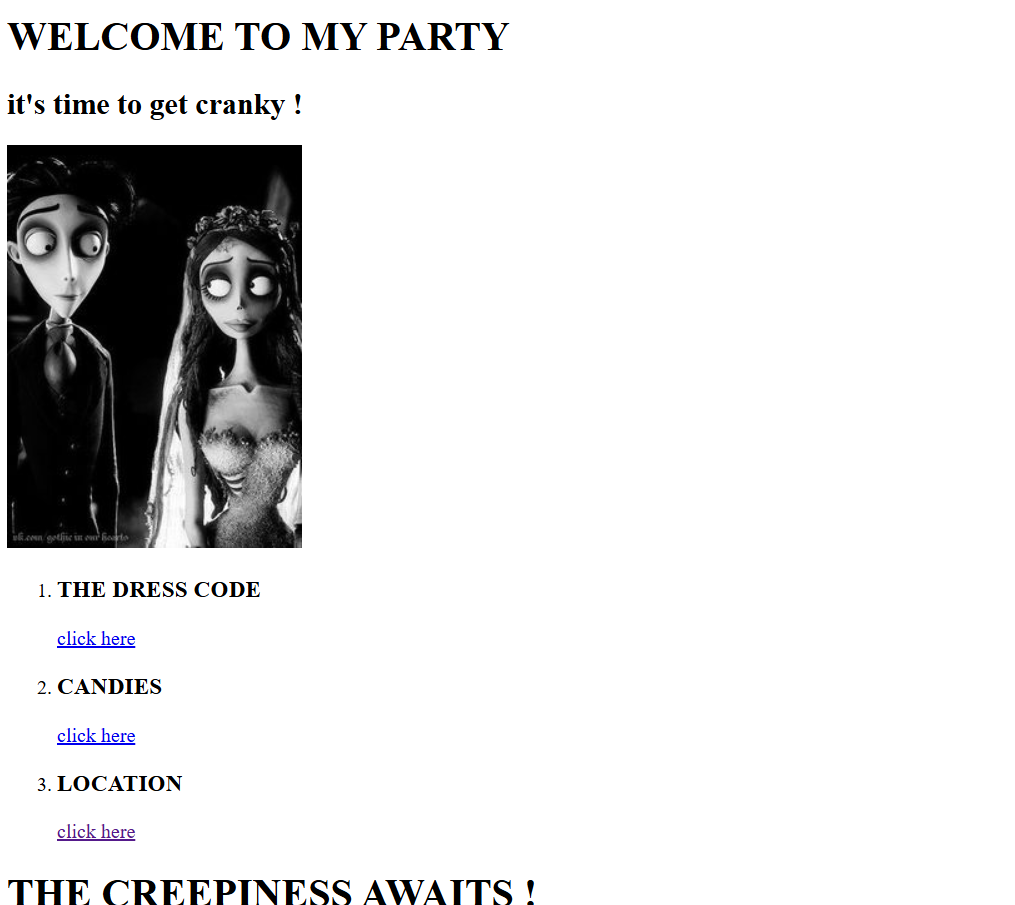 WELCOME TO MY PARTY
it's time to get cranky !
vk.com/gothic in our hearts
1. THE DRESS CODE
click here
2. CANDIES
click here
3. LOCATION
click here
THE CREEPINESS AWAITS !